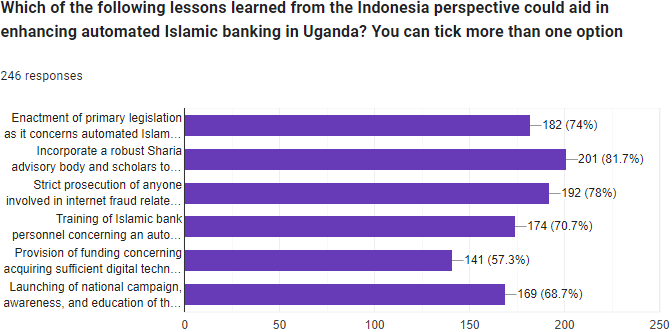 Which of the following lessons learned from the Indonesia perspective could aid in
enhancing automated Islamic banking in Uganda? You can tick more than one option
246 responses
Enactment of primary legislation
as it concerns automated Islam…
182 (74%)
Incorporate a robust Sharia
advisory body and scholars to…
201 (81.7%)
Strict prosecution of anyone
involved in internet fraud relate…
192 (78%)
Training of Islamic bank
personnel concerning an auto…
174 (70.7%)
Provision of funding concerning
acquiring sufficient digital techn…
141 (57.3%)
Launching of national campaign,
awareness, and education of th…
169 (68.7%)
0 50 100 150 200 250